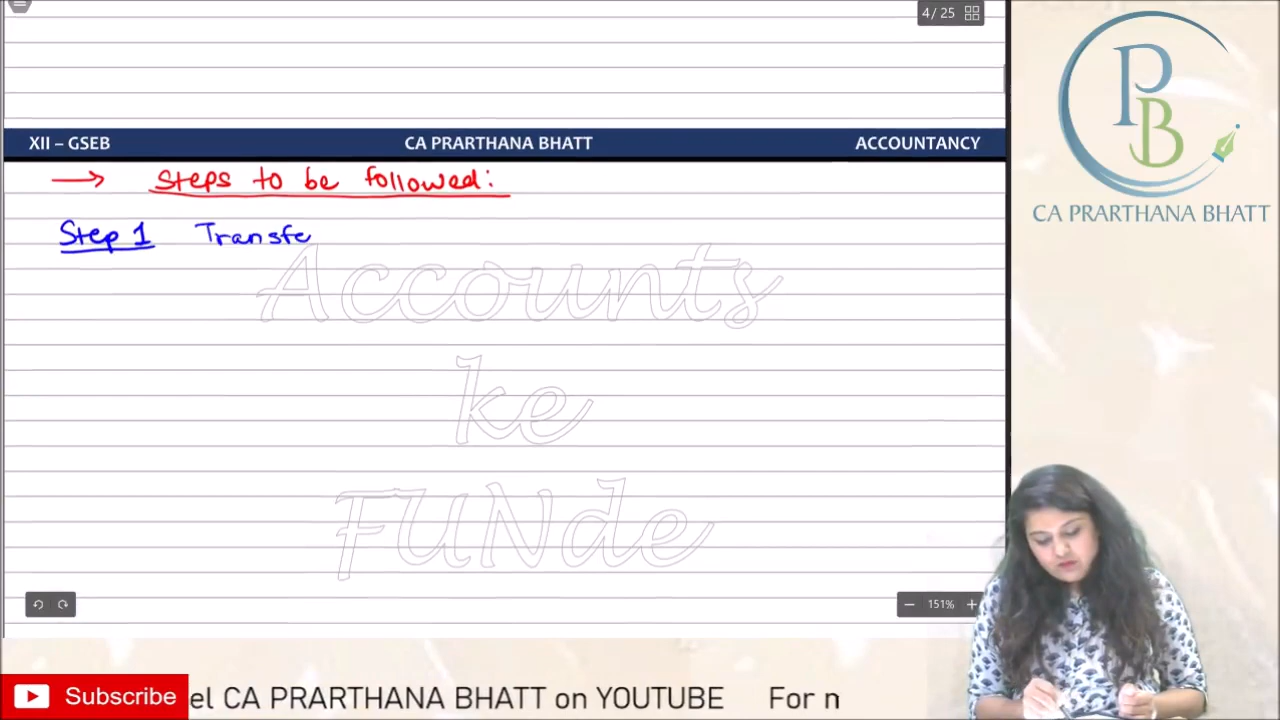 4/ 25
XII – GSEB CA PRARTHANA BHATT ACCOUNTANCY
→ Steps to be followed:
Step 1 Transfe
Accounts
ke
FUNde
151%
PB
CA PRARTHANA BHATT
Subscribe
el CA PRARTHANA BHATT on YOUTUBE For n